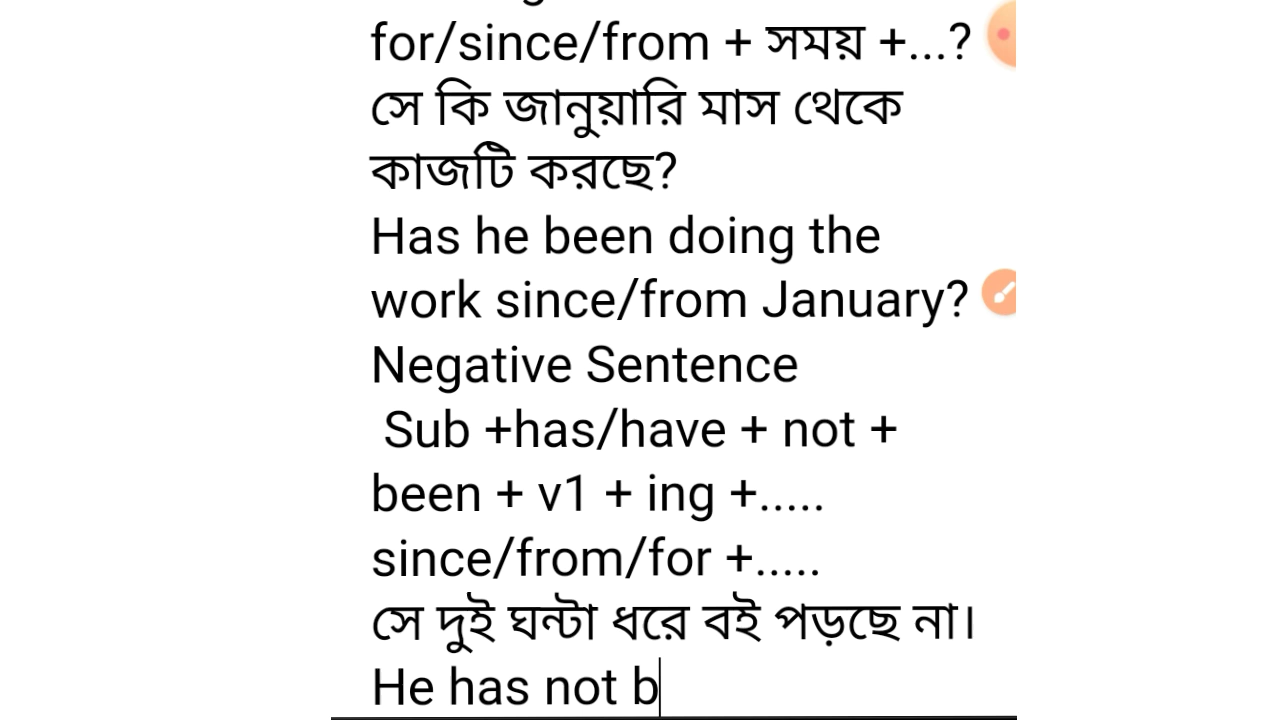 for/since/from + সময় +...?
সে কি জানুয়ারি মাস থেকে
কাজটি করছে?
Has he been doing the
work since/from January?
Negative Sentence
Sub +has/have + not +
been + v1 + ing +.....
since/from/for +.....
সে দুই ঘন্টা ধরে বই পড়ছে না।
He has not b